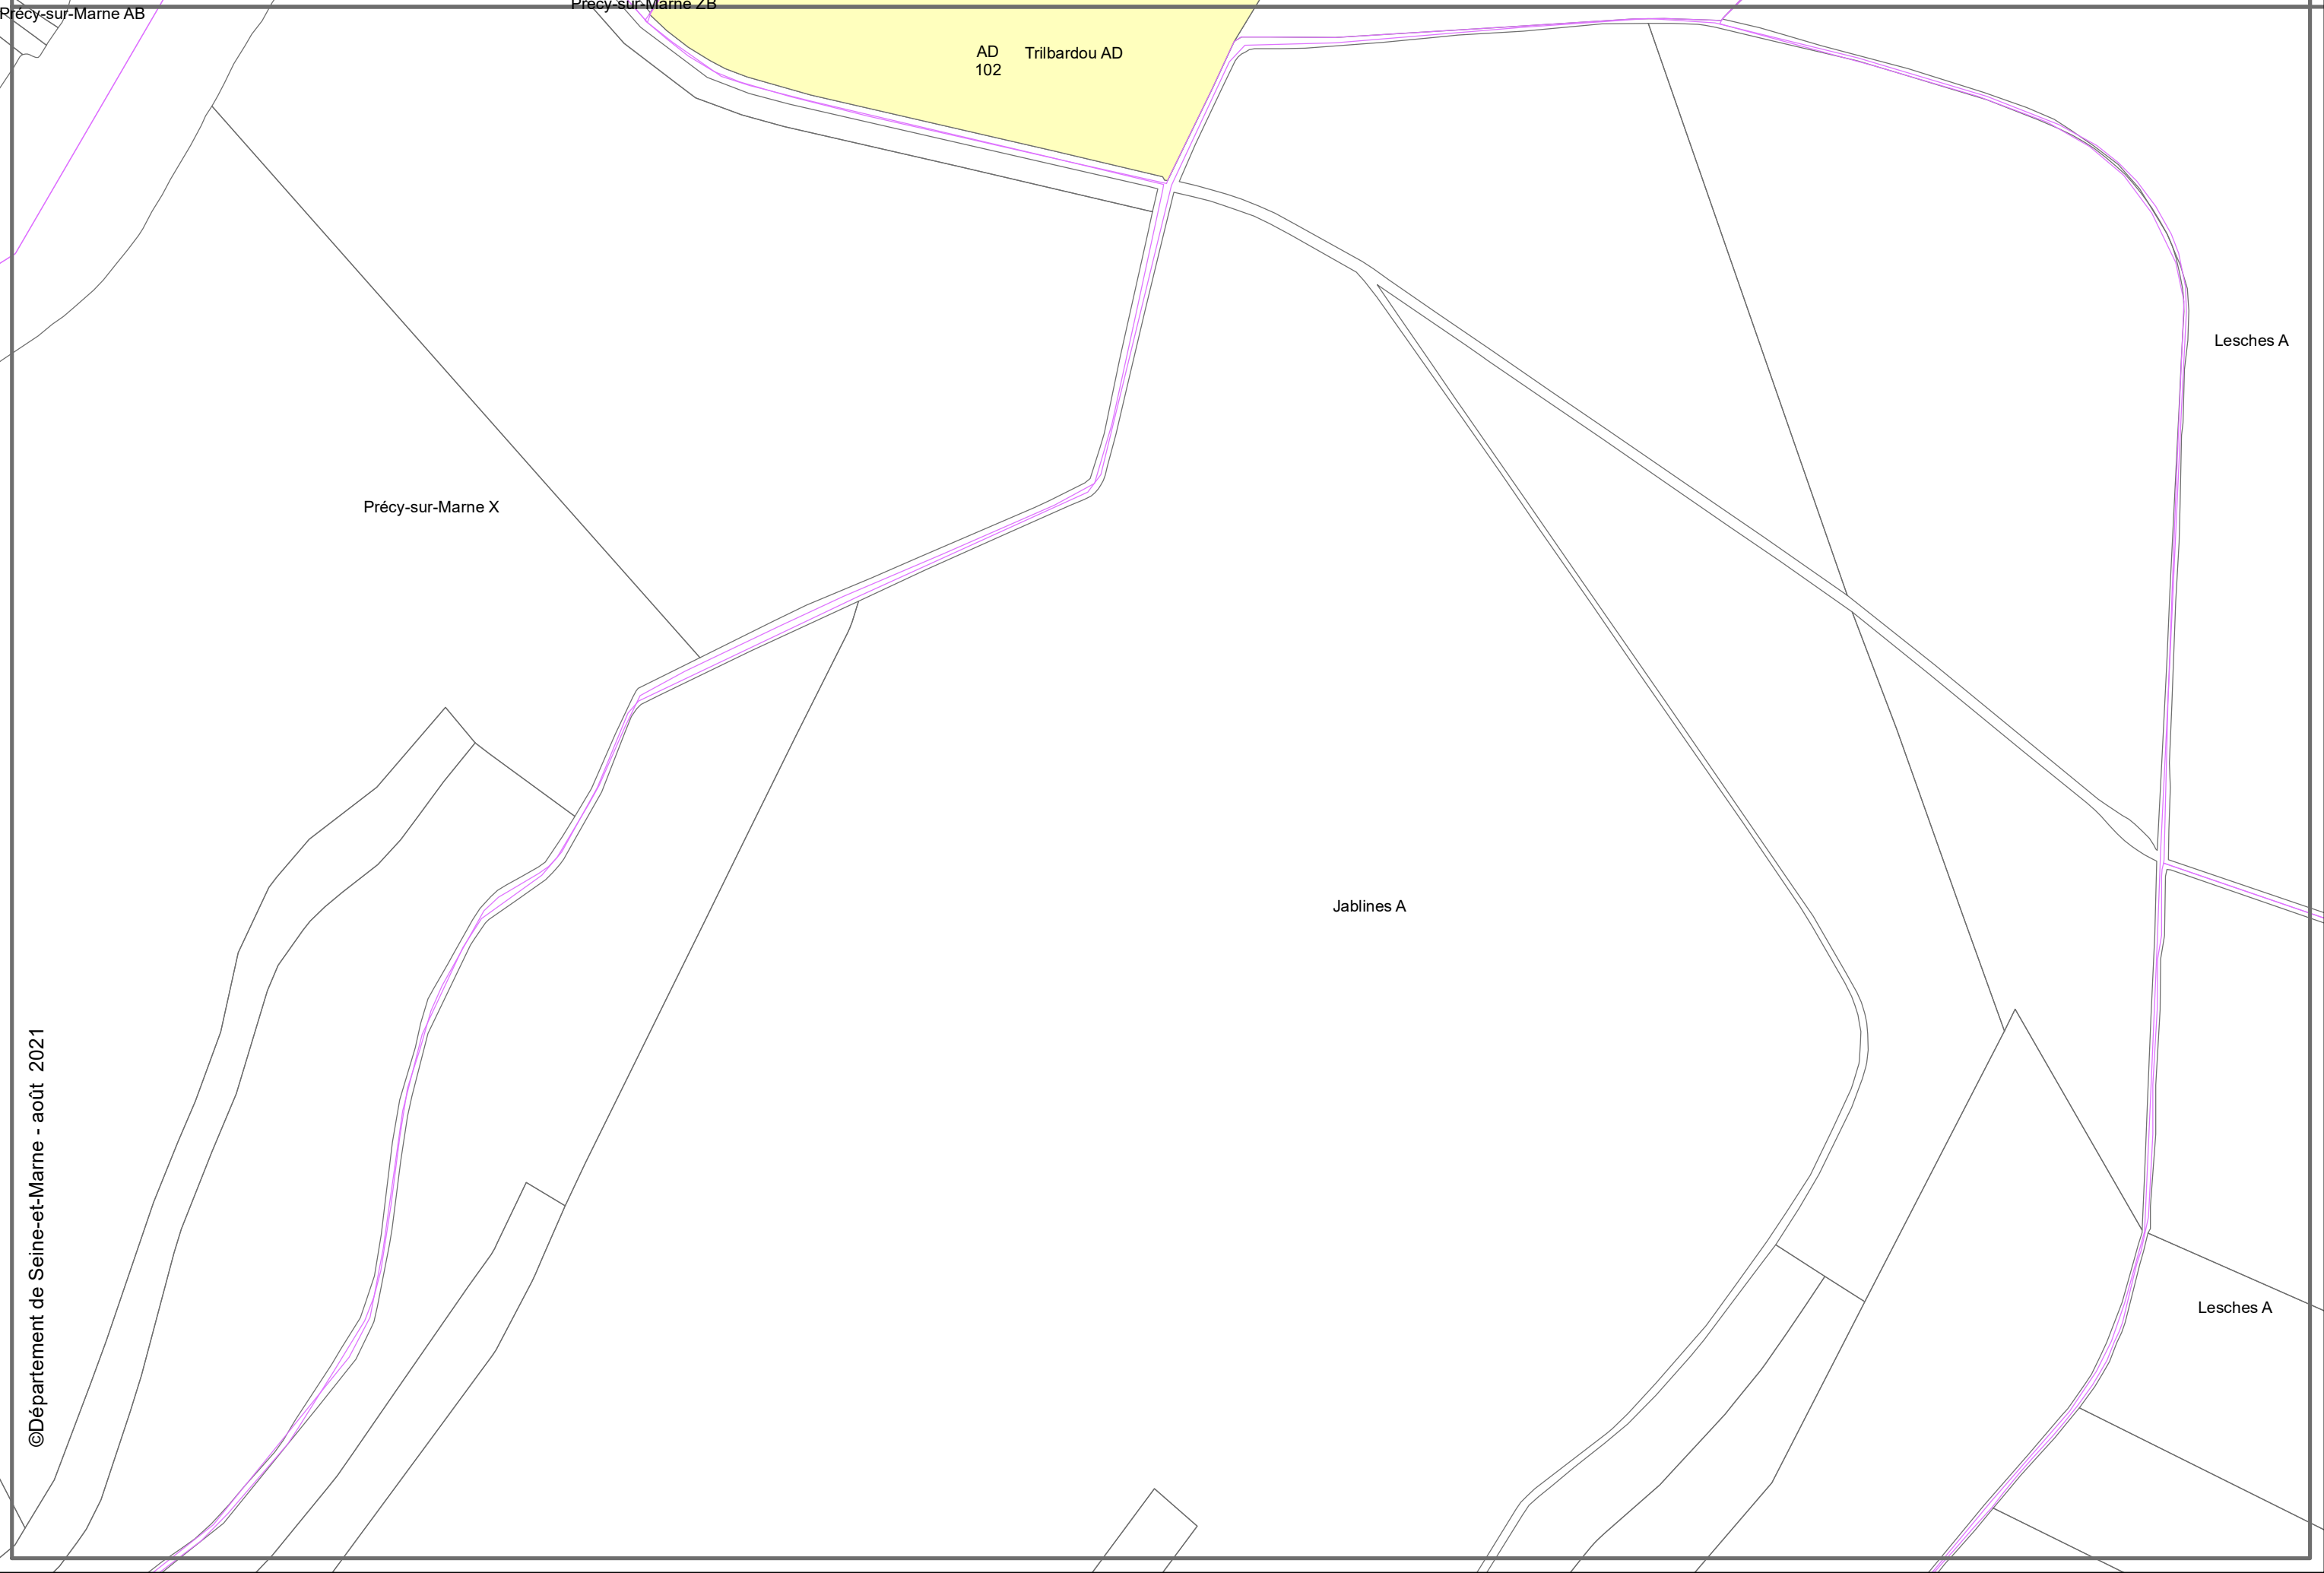 Précy-sur-Marne AB
Précy-sur-Marne ZB
AD
102
Trilbardou AD
Lesches A
Précy-sur-Marne X
Jablines A
©Département de Seine-et-Marne - août 2021
Lesches A